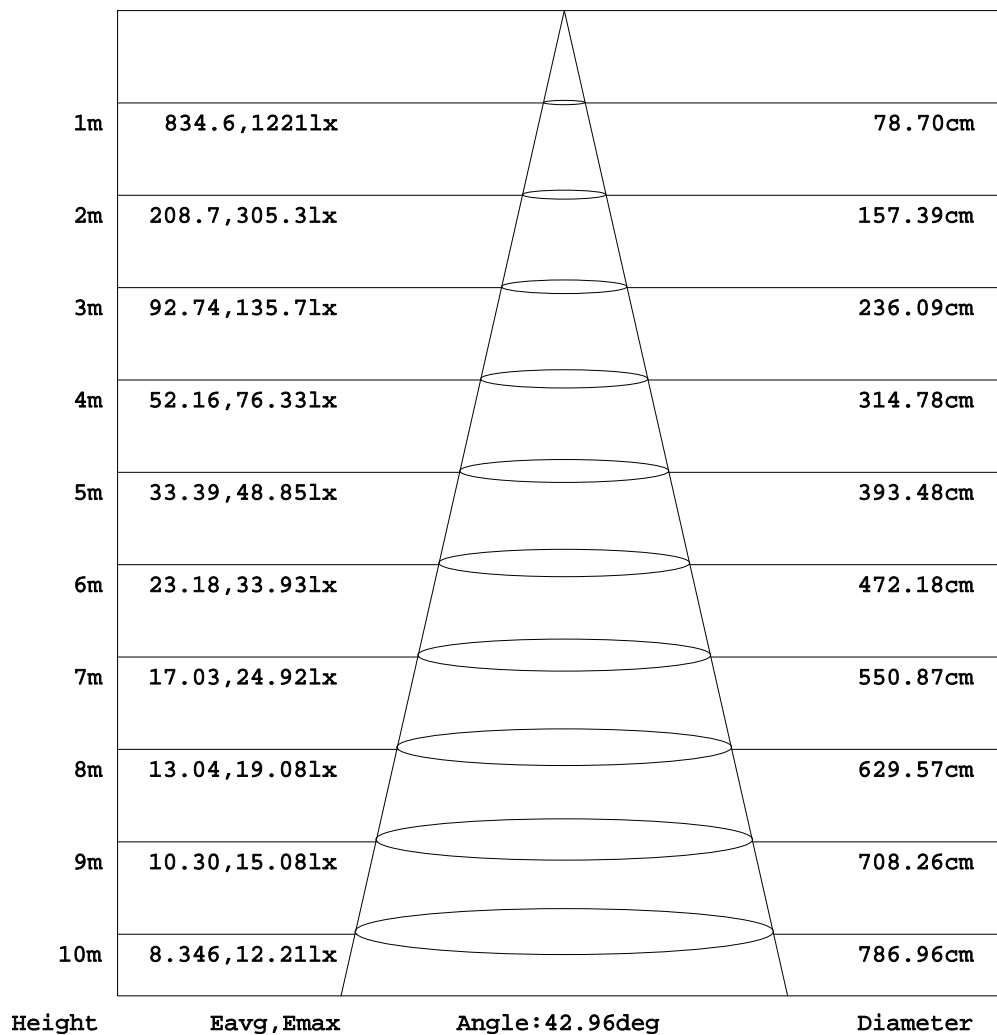 1m 834.6,1221lx 78.70cm
2m 208.7,305.3lx 157.39cm
3m 92.74,135.7lx 236.09cm
4m 52.16,76.33lx 314.78cm
5m 33.39,48.85lx 393.48cm
6m 23.18,33.93lx 472.18cm
7m 17.03,24.92lx 550.87cm
8m 13.04,19.08lx 629.57cm
9m 10.30,15.08lx 708.26cm
10m 8.346,12.21lx 786.96cm
Height Eavg,Emax Angle:42.96deg Diameter